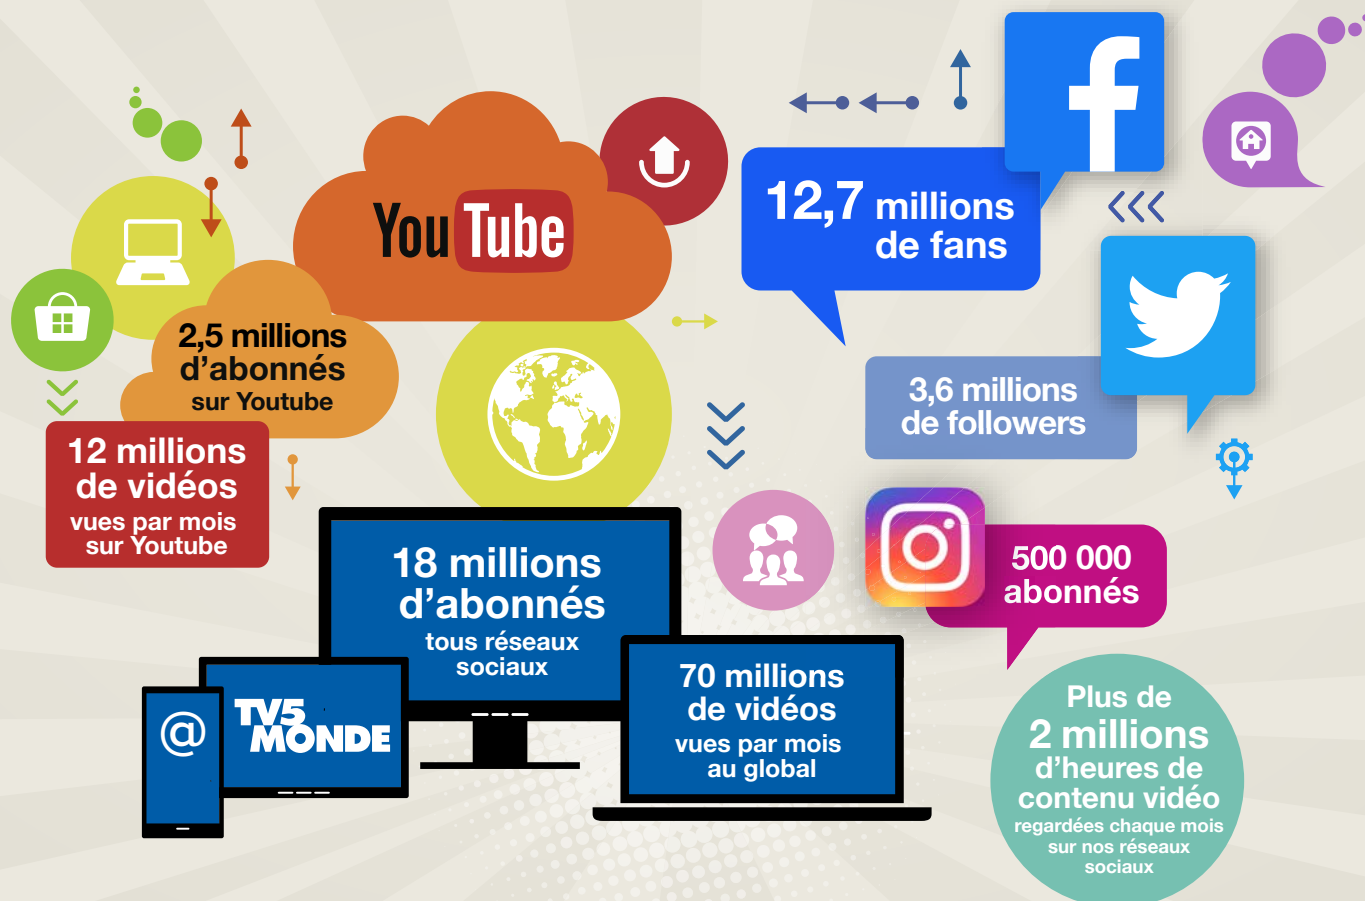 You Tube
2,5 millions
d'abonnés
sur Youtube
12 millions
de vidéos
vues par mois
sur Youtube
f
12,7 millions
de fans
3,6 millions
de followers
500 000
abonnés
18 millions
d'abonnés
tous réseaux
sociaux
@
TV5
MONDE
70 millions
de vidéos
vues par mois
au global
Plus de
2 millions
d'heures de
contenu vidéo
regardées chaque mois
sur nos réseaux
sociaux